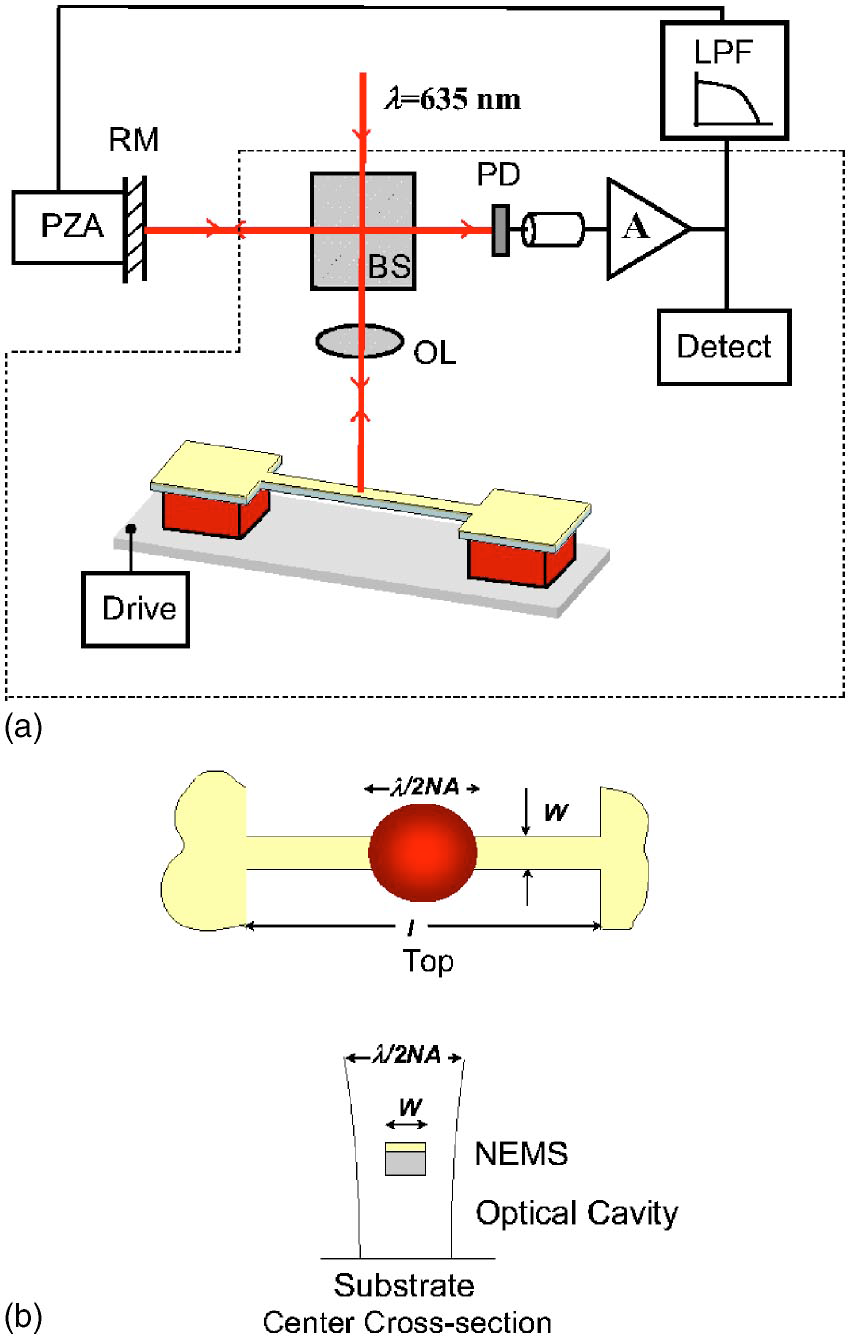 LPF
λ=635 nm
RM
PD
PZA
A
BS
OL
Detect
Drive
(a)
λ/2NA
W
l
Top
λ/2NA
W
NEMS
Optical Cavity
Substrate
(b)
Center Cross-section